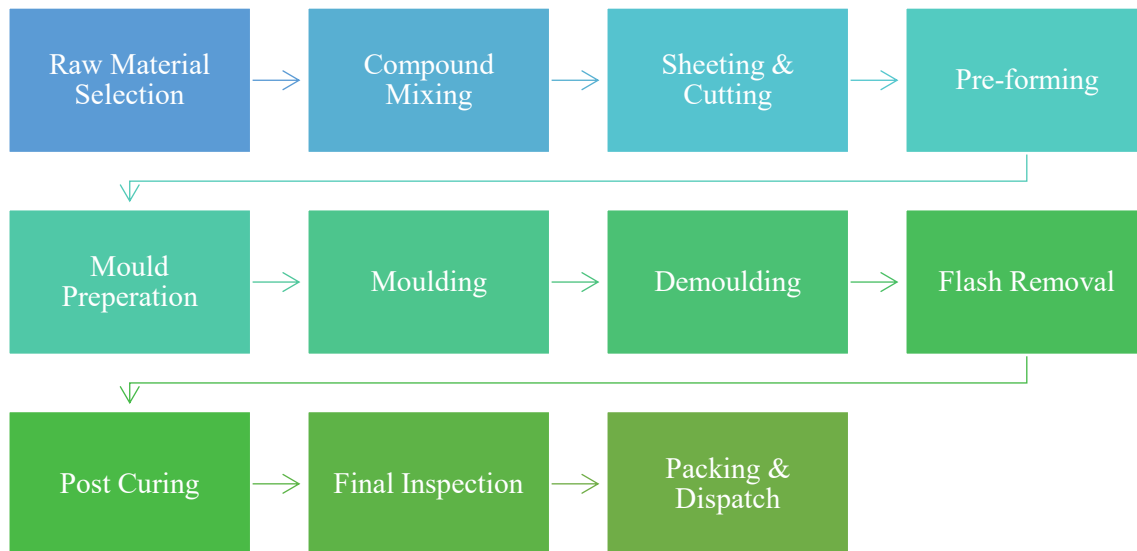 Raw Material
Selection
Compound
Mixing
Sheeting &
Cutting
Pre-forming
Mould
Preperation
Moulding
Demoulding
Flash Removal
Post Curing
Final Inspection
Packing &
Dispatch